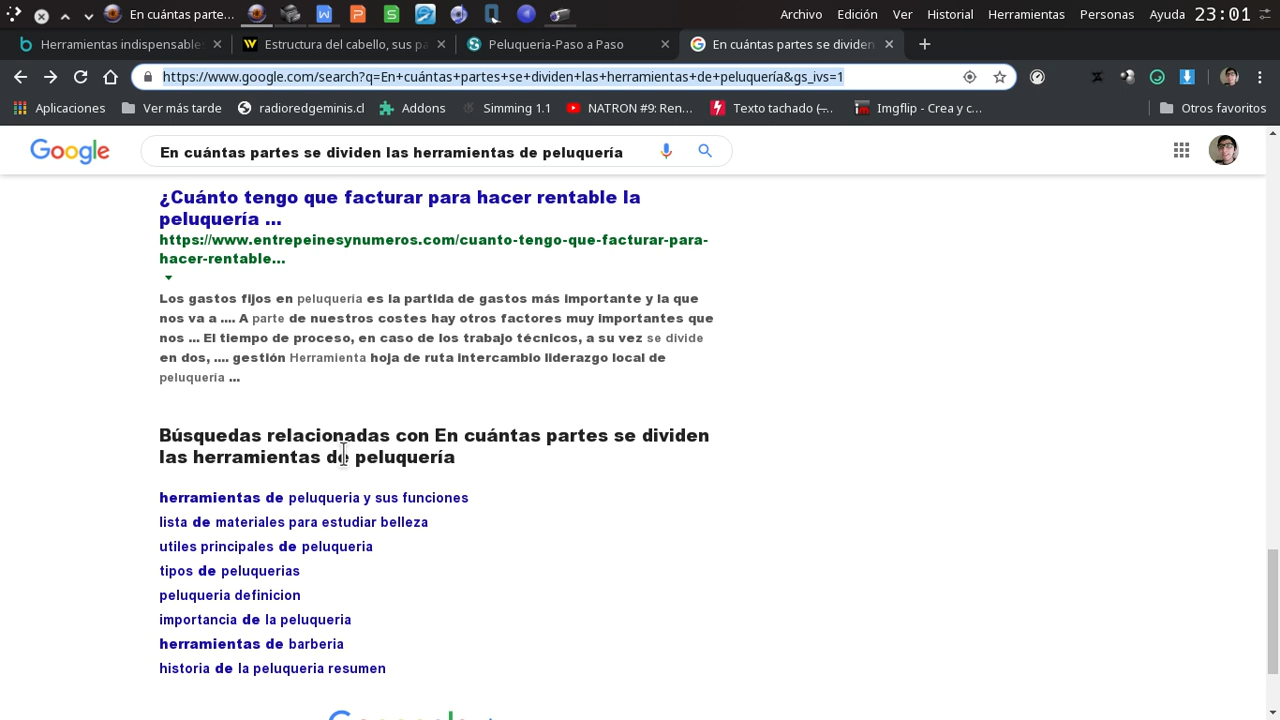 En cuántas parte...
Archivo Edición Ver Historial Herramientas Personas Ayuda 23:01
Herramientas indispensables
Estructura del cabello, sus pa
Peluqueria-Paso a Paso
En cuántas partes se dividen
https://www.google.com/search?q=En+cuántas+partes+se+dividen+las+herramientas+de+peluquería&gs_ivs=1
Aplicaciones Ver más tarde radioredgeminis.cl Addons Simming 1.1 NATRON #9: Ren... Texto tachado (... Imgflip - Crea y c... Otros favoritos
Google
En cuántas partes se dividen las herramientas de peluquería
¿Cuánto tengo que facturar para hacer rentable la
peluquería ...
https://www.entrepeinesynumeros.com/cuanto-tengo-que-facturar-para-
hacer-rentable...
Los gastos fijos en peluquería es la partida de gastos más importante y la que
nos va a .... A parte de nuestros costes hay otros factores muy importantes que
nos ... El tiempo de proceso, en caso de los trabajo técnicos, a su vez se divide
en dos, .... gestión Herramienta hoja de ruta intercambio liderazgo local de
peluquería ...
Búsquedas relacionadas con En cuántas partes se dividen
las herramientas de peluquería
herramientas de peluqueria y sus funciones
lista de materiales para estudiar belleza
utiles principales de peluqueria
tipos de peluquerias
peluqueria definicion
importancia de la peluqueria
herramientas de barberia
historia de la peluqueria resumen